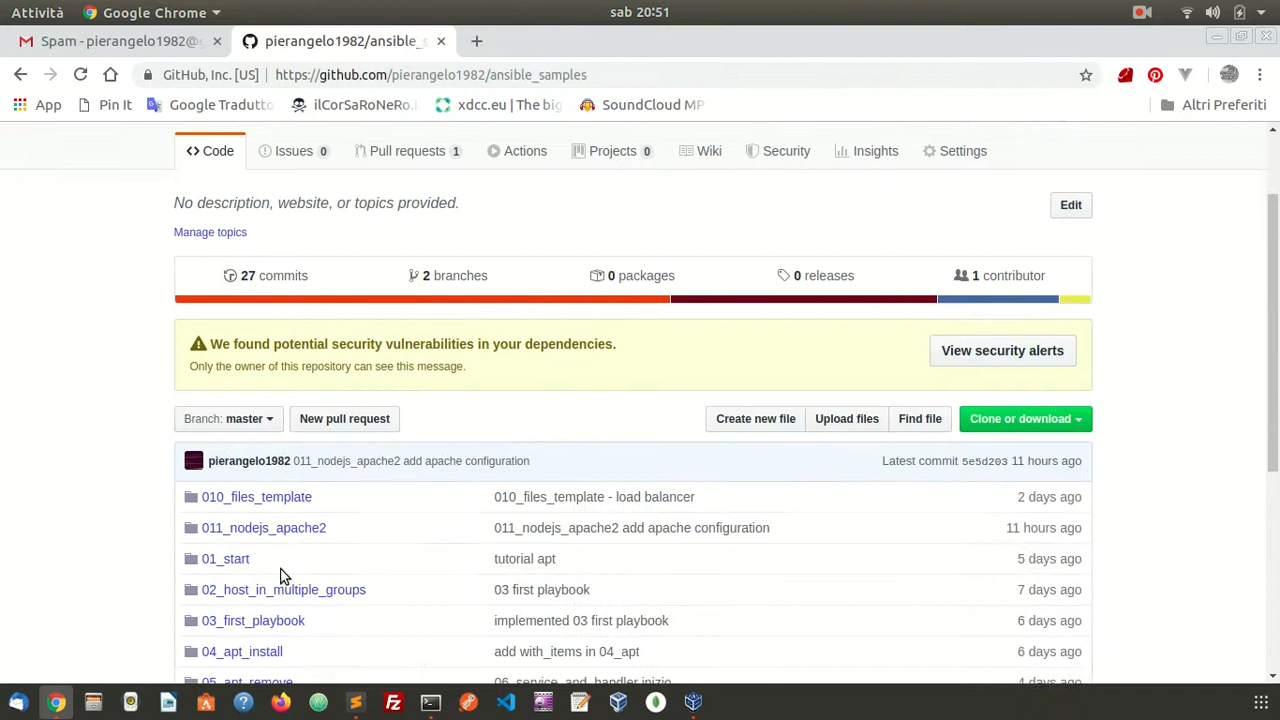 Attività Google Chrome sab 20:51
Spam - pierangelo1982@g pierangelo1982/ansible_s
GitHub, Inc. [US] https://github.com/pierangelo1982/ansible_samples
App Pin It Google Tradutto ilCorSaRoNeRo. xdcc.eu | The big SoundCloud MP Altri Preferiti
Code Issues 0 Pull requests 1 Actions Projects 0 Wiki Security Insights Settings
No description, website, or topics provided. Edit
Manage topics
27 commits 2 branches 0 packages 0 releases 1 contributor
We found potential security vulnerabilities in your dependencies. View security alerts
Only the owner of this repository can see this message.
Branch: master New pull request Create new file Upload files Find file Clone or download
pierangelo1982 011_nodejs_apache2 add apache configuration Latest commit 5e5d203 11 hours ago
010_files_template 010_files_template - load balancer 2 days ago
011_nodejs_apache2 011_nodejs_apache2 add apache configuration 11 hours ago
01_start tutorial apt 5 days ago
02_host_in_multiple_groups 03 first playbook 7 days ago
03_first_playbook implemented 03 first playbook 6 days ago
04_apt_install add with_items in 04_apt 6 days ago
05_apt_remove 06_service_and_handler inizio 4 days ago